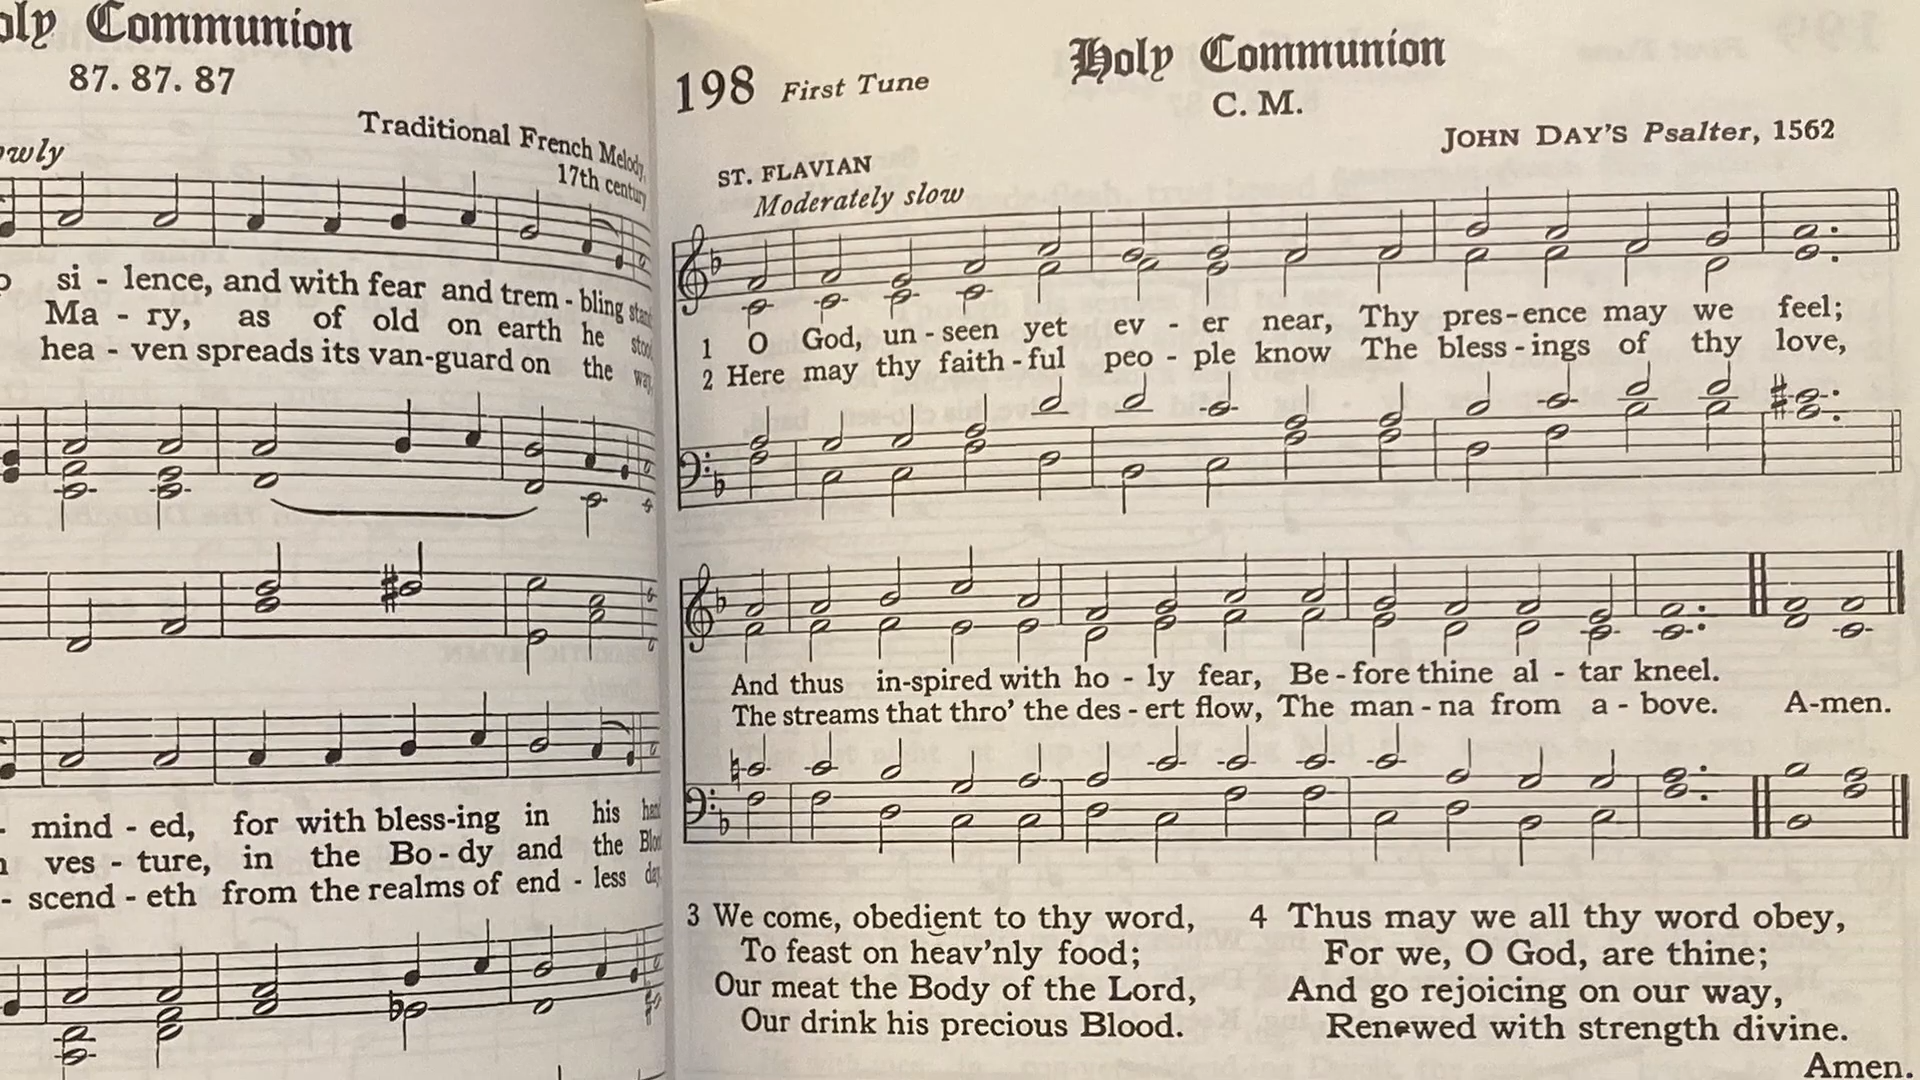 oly Communion
87. 87. 87
Traditional French Melody,
17th century
owly
si - lence, and with fear and trem - bling stand
Ma - ry, as of old on earth he stood
hea - ven spreads its van-guard on the way
mind - ed, for with bless-ing in his hand
ves - ture, in the Bo - dy and the Blood
- scend - eth from the realms of end - less day
198 First Tune
Holy Communion
C. M.
JOHN DAY'S Psalter, 1562
ST. FLAVIAN
Moderately slow
1 O God, un - seen yet ev - er near, Thy pres - ence may we feel;
2 Here may thy faith - ful peo - ple know The bless - ings of thy love,
And thus in-spired with ho - ly fear, Be - fore thine al - tar kneel.
The streams that thro' the des - ert flow, The man - na from a - bove. A-men.
3 We come, obedient to thy word,
To feast on heav'nly food;
Our meat the Body of the Lord,
Our drink his precious Blood.
4 Thus may we all thy word obey,
For we, O God, are thine;
And go rejoicing on our way,
Renewed with strength divine.
Amen.